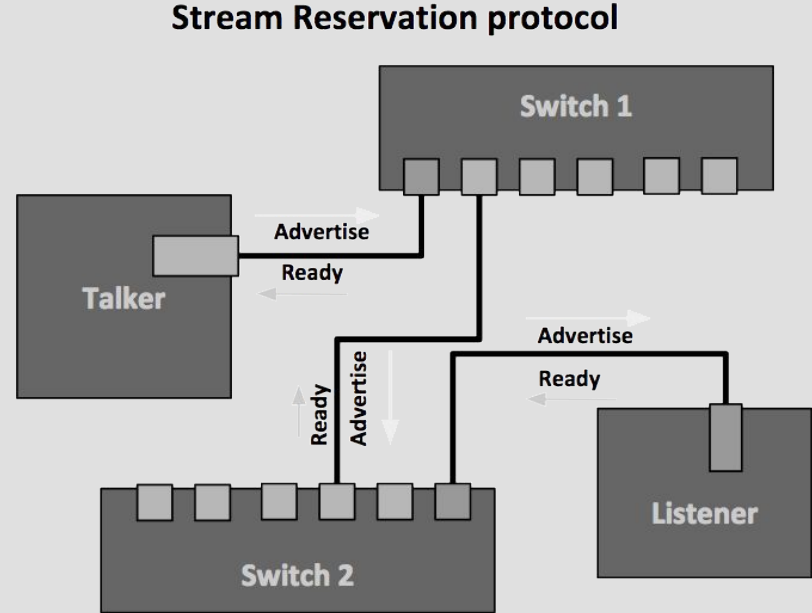 Stream Reservation protocol
Switch 1
Advertise
Ready
Talker
Advertise
Ready
Ready
Advertise
Listener
Switch 2